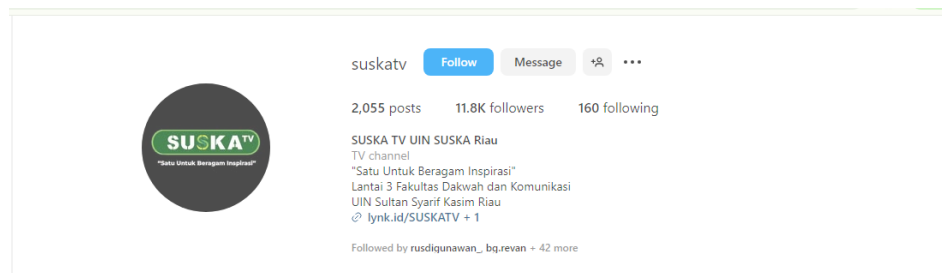 suskatv Follow Message
2,055 posts 11.8K followers 160 following
SUSKA TV
"Satu Untuk Beragam Inspirasi"
SUSKA TV UIN SUSKA Riau
TV channel
"Satu Untuk Beragam Inspirasi"
Lantai 3 Fakultas Dakwah dan Komunikasi
UIN Sultan Syarif Kasim Riau
lynk.id/SUSKATV + 1
Followed by rusdigunawan_, bg.revan + 42 more